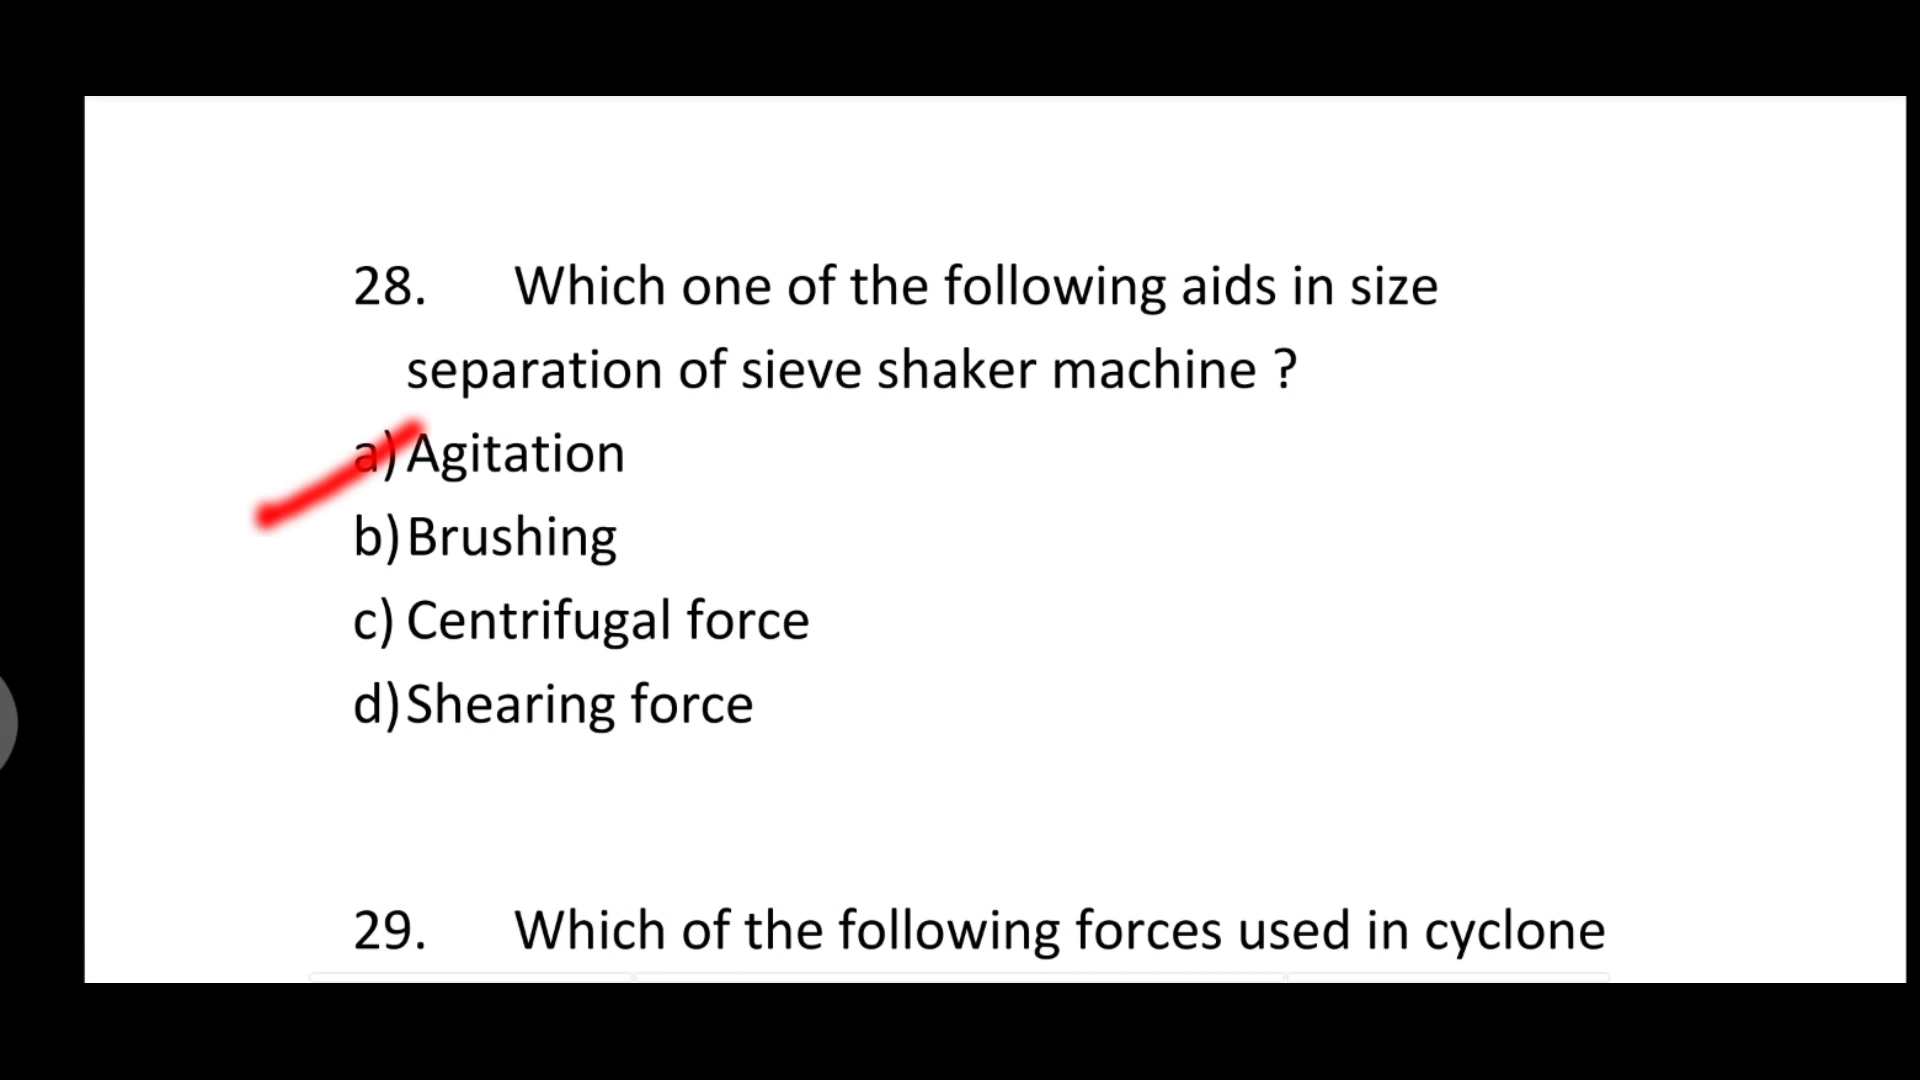 28. Which one of the following aids in size
separation of sieve shaker machine ?
a) Agitation
b) Brushing
c) Centrifugal force
d) Shearing force
29. Which of the following forces used in cyclone